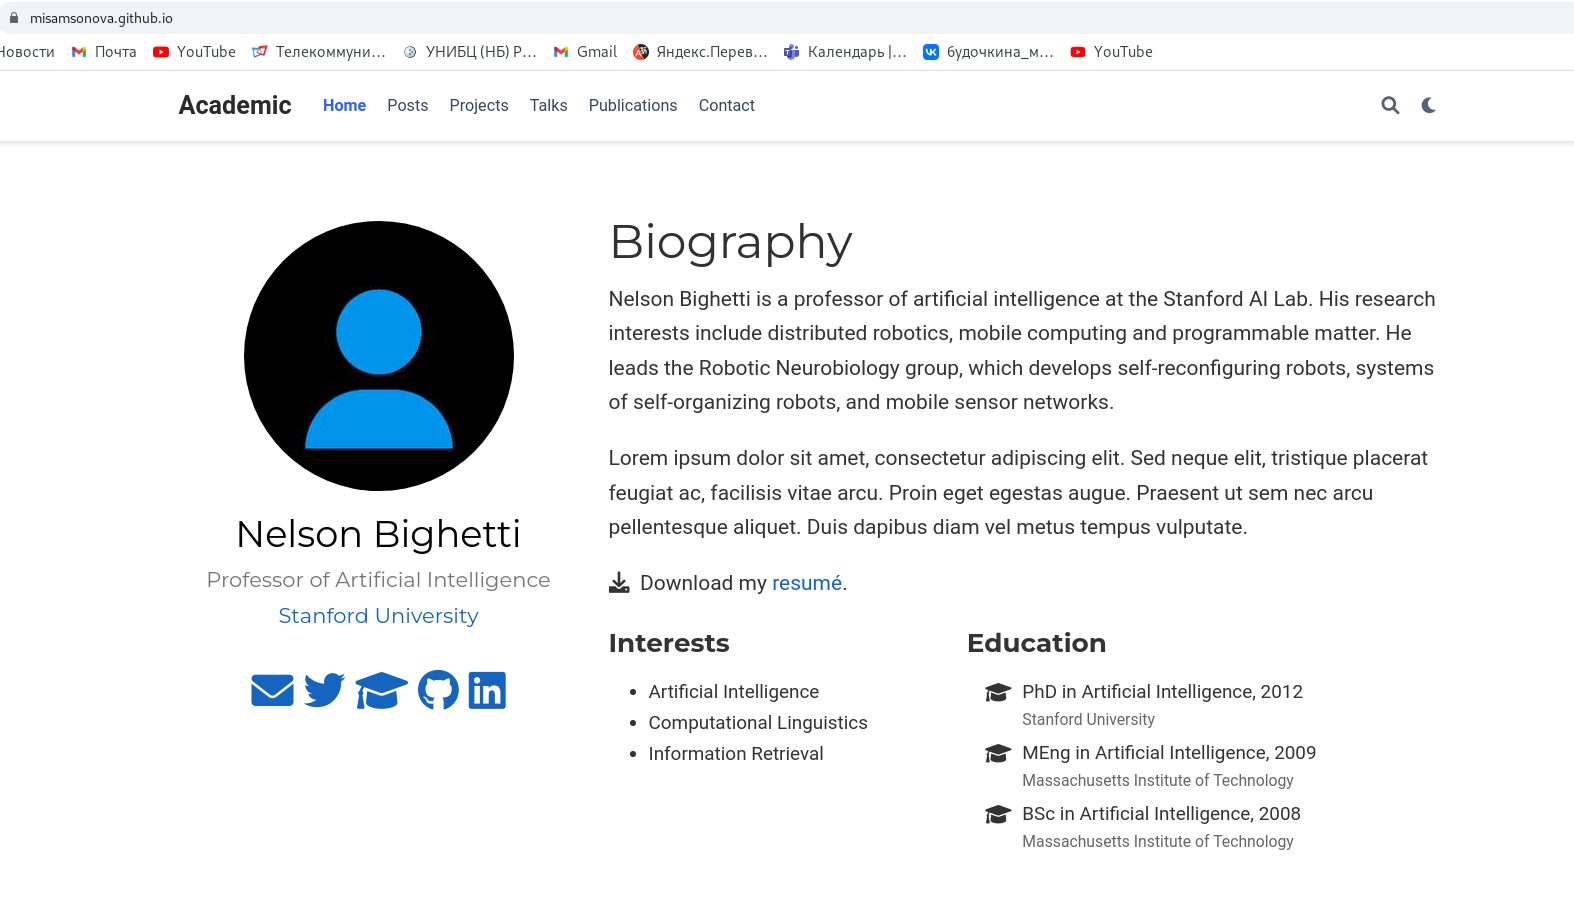 misamsonova.github.io
Новости Почта YouTube Телекоммуни... УНИБЦ (НБ) Р... Gmail Яндекс.Перев... Календарь |... будочкина_м... YouTube
Academic Home Posts Projects Talks Publications Contact
Biography
Nelson Bighetti is a professor of artificial intelligence at the Stanford AI Lab. His research
interests include distributed robotics, mobile computing and programmable matter. He
leads the Robotic Neurobiology group, which develops self-reconfiguring robots, systems
of self-organizing robots, and mobile sensor networks.
Lorem ipsum dolor sit amet, consectetur adipiscing elit. Sed neque elit, tristique placerat
feugiat ac, facilisis vitae arcu. Proin eget egestas augue. Praesent ut sem nec arcu
pellentesque aliquet. Duis dapibus diam vel metus tempus vulputate.
Download my resumé.
Nelson Bighetti
Professor of Artificial Intelligence
Stanford University
Interests
Artificial Intelligence
Computational Linguistics
Information Retrieval
Education
PhD in Artificial Intelligence, 2012
Stanford University
MEng in Artificial Intelligence, 2009
Massachusetts Institute of Technology
BSc in Artificial Intelligence, 2008
Massachusetts Institute of Technology